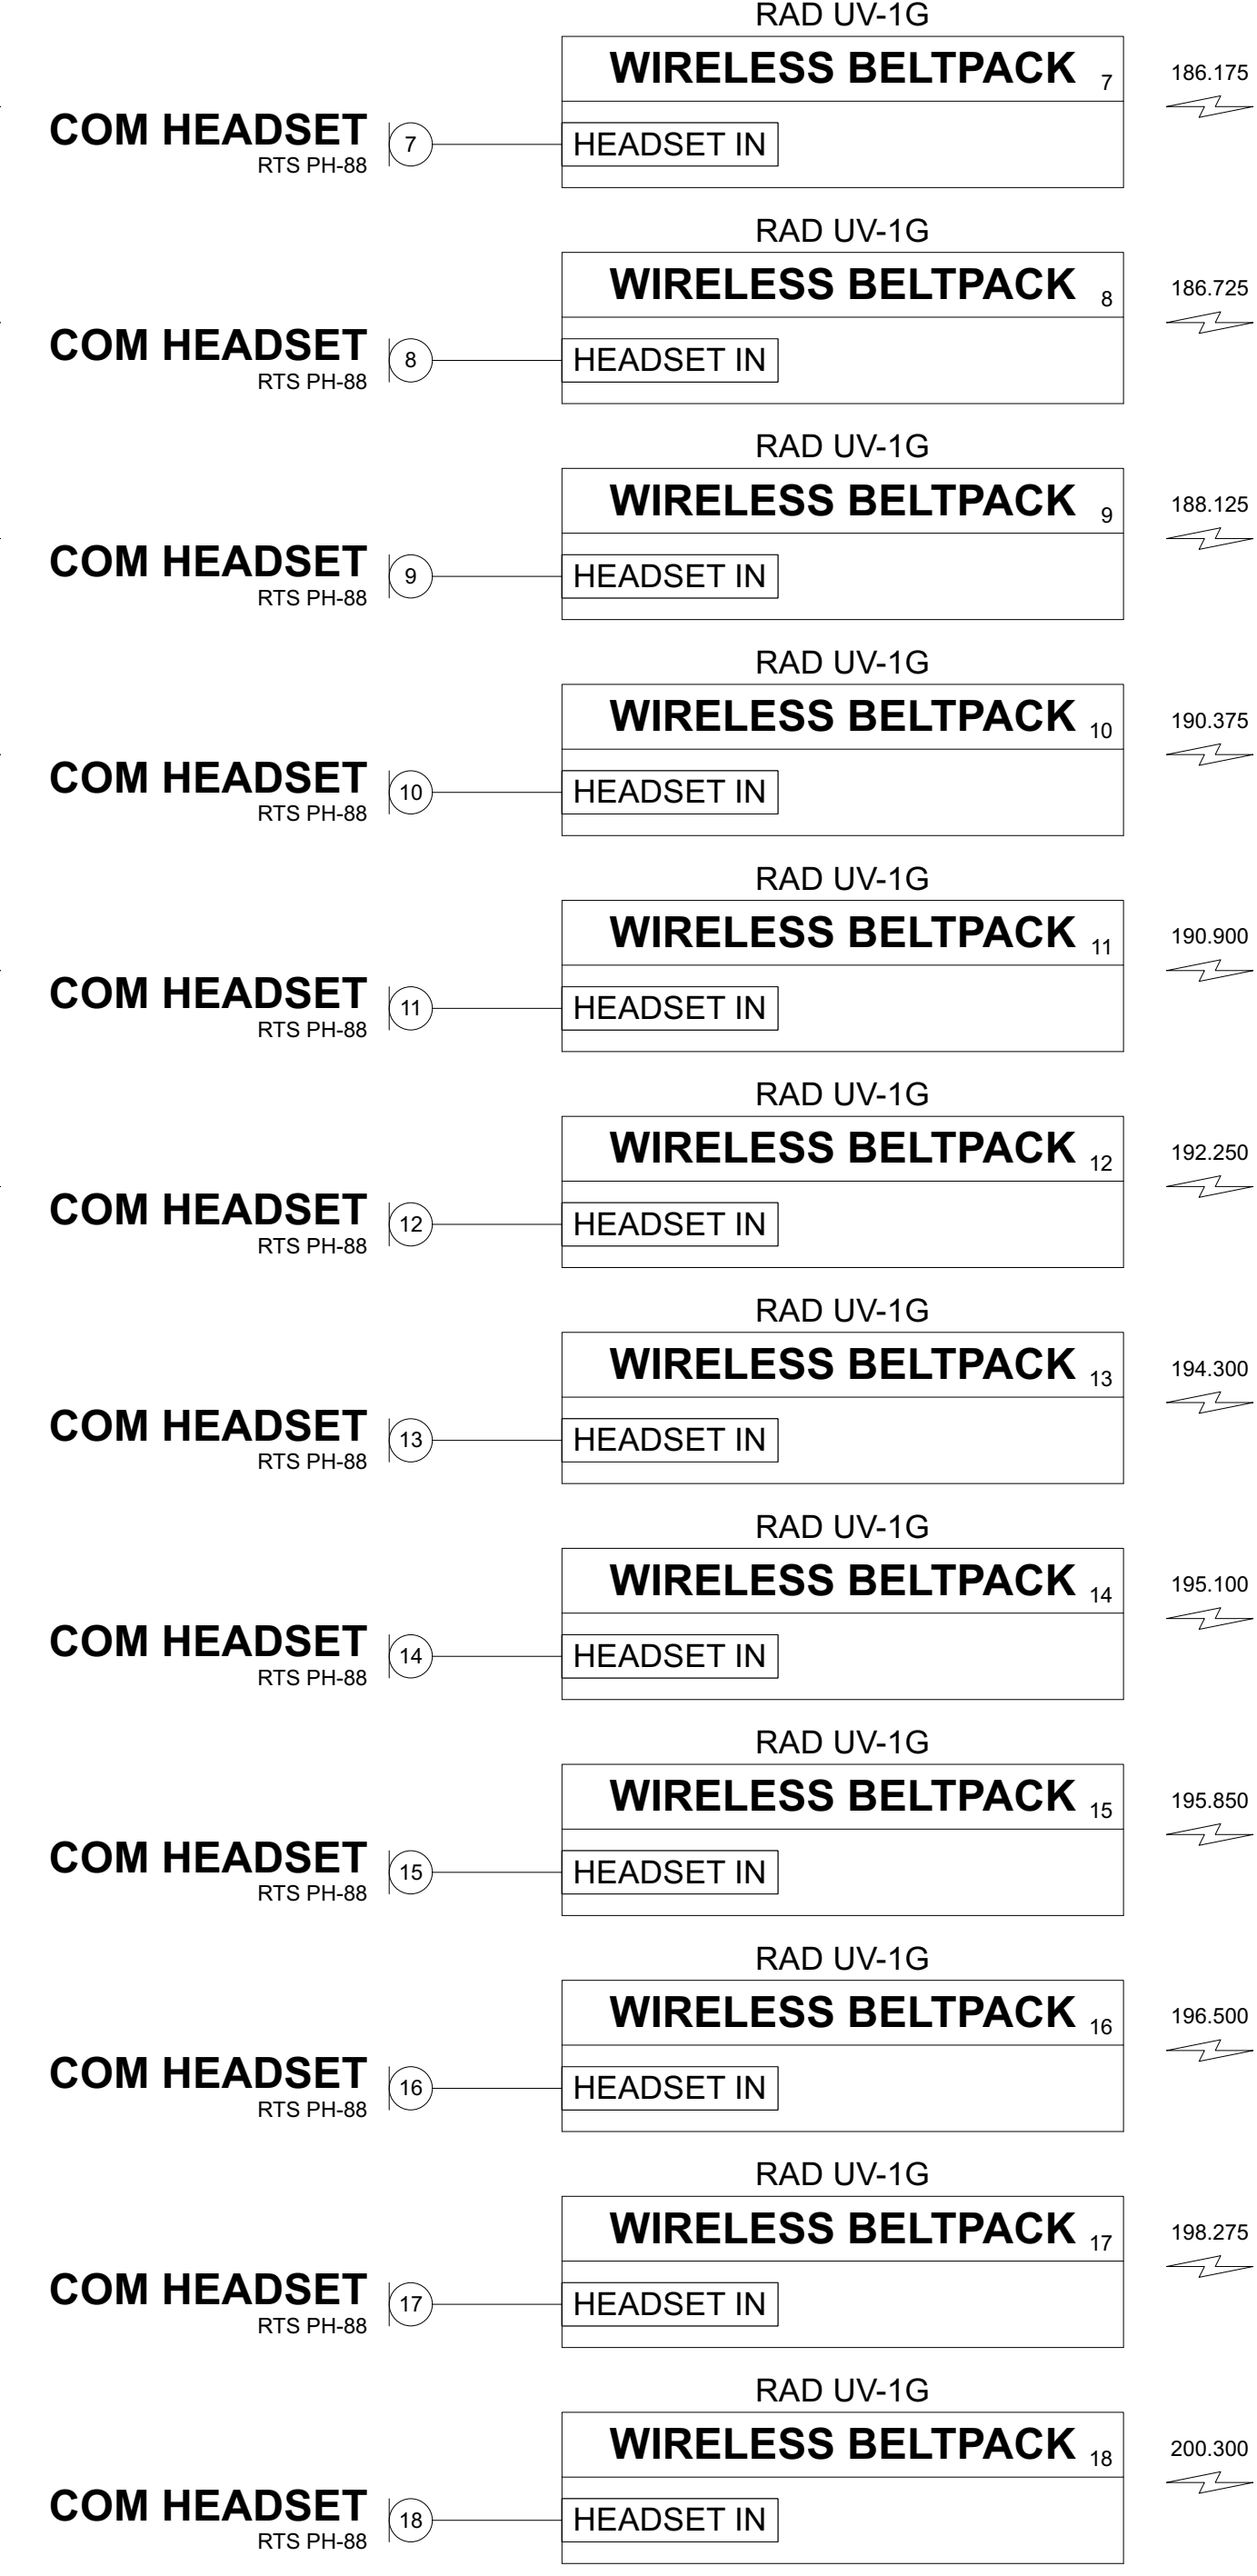 RAD UV-1G
WIRELESS BELTPACK 7
186.175
COM HEADSET
RTS PH-88
7
HEADSET IN
RAD UV-1G
WIRELESS BELTPACK 8
186.725
COM HEADSET
RTS PH-88
8
HEADSET IN
RAD UV-1G
WIRELESS BELTPACK 9
188.125
COM HEADSET
RTS PH-88
9
HEADSET IN
RAD UV-1G
WIRELESS BELTPACK 10
190.375
COM HEADSET
RTS PH-88
10
HEADSET IN
RAD UV-1G
WIRELESS BELTPACK 11
190.900
COM HEADSET
RTS PH-88
11
HEADSET IN
RAD UV-1G
WIRELESS BELTPACK 12
192.250
COM HEADSET
RTS PH-88
12
HEADSET IN
RAD UV-1G
WIRELESS BELTPACK 13
194.300
COM HEADSET
RTS PH-88
13
HEADSET IN
RAD UV-1G
WIRELESS BELTPACK 14
195.100
COM HEADSET
RTS PH-88
14
HEADSET IN
RAD UV-1G
WIRELESS BELTPACK 15
195.850
COM HEADSET
RTS PH-88
15
HEADSET IN
RAD UV-1G
WIRELESS BELTPACK 16
196.500
COM HEADSET
RTS PH-88
16
HEADSET IN
RAD UV-1G
WIRELESS BELTPACK 17
198.275
COM HEADSET
RTS PH-88
17
HEADSET IN
RAD UV-1G
WIRELESS BELTPACK 18
200.300
COM HEADSET
RTS PH-88
18
HEADSET IN